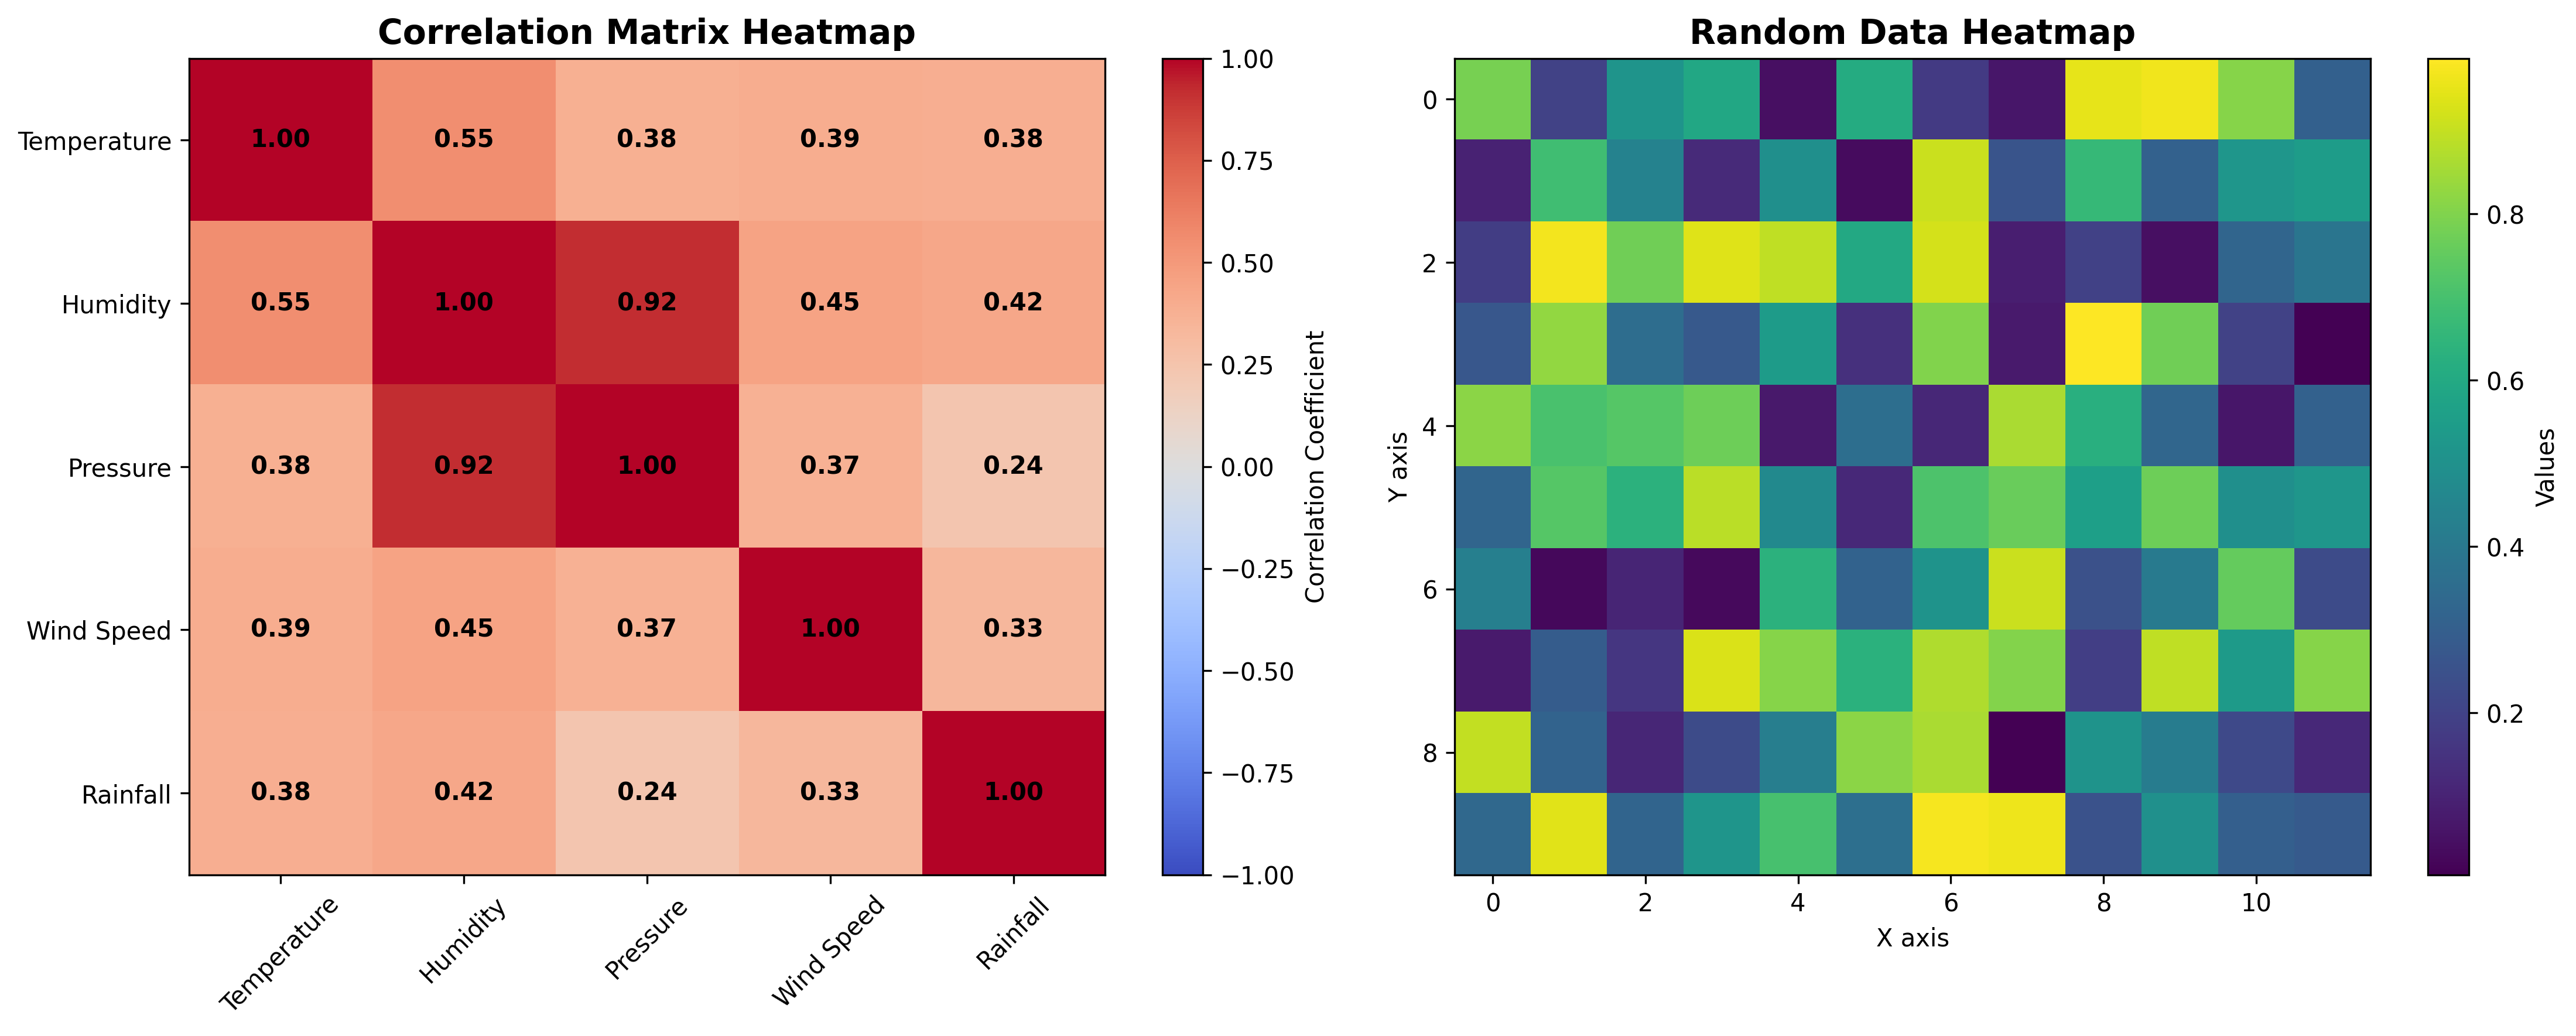 Correlation Matrix Heatmap
Temperature 1.00 0.55 0.38 0.39 0.38
Humidity 0.55 1.00 0.92 0.45 0.42
Pressure 0.38 0.92 1.00 0.37 0.24
Wind Speed 0.39 0.45 0.37 1.00 0.33
Rainfall 0.38 0.42 0.24 0.33 1.00
Temperature Humidity Pressure Wind Speed Rainfall
1.00
0.75
0.50
0.25
0.00
−0.25
−0.50
−0.75
−1.00
Correlation Coefficient
Random Data Heatmap
Y axis
0
2
4
6
8
0 2 4 6 8 10
X axis
0.8
0.6
0.4
0.2
Values